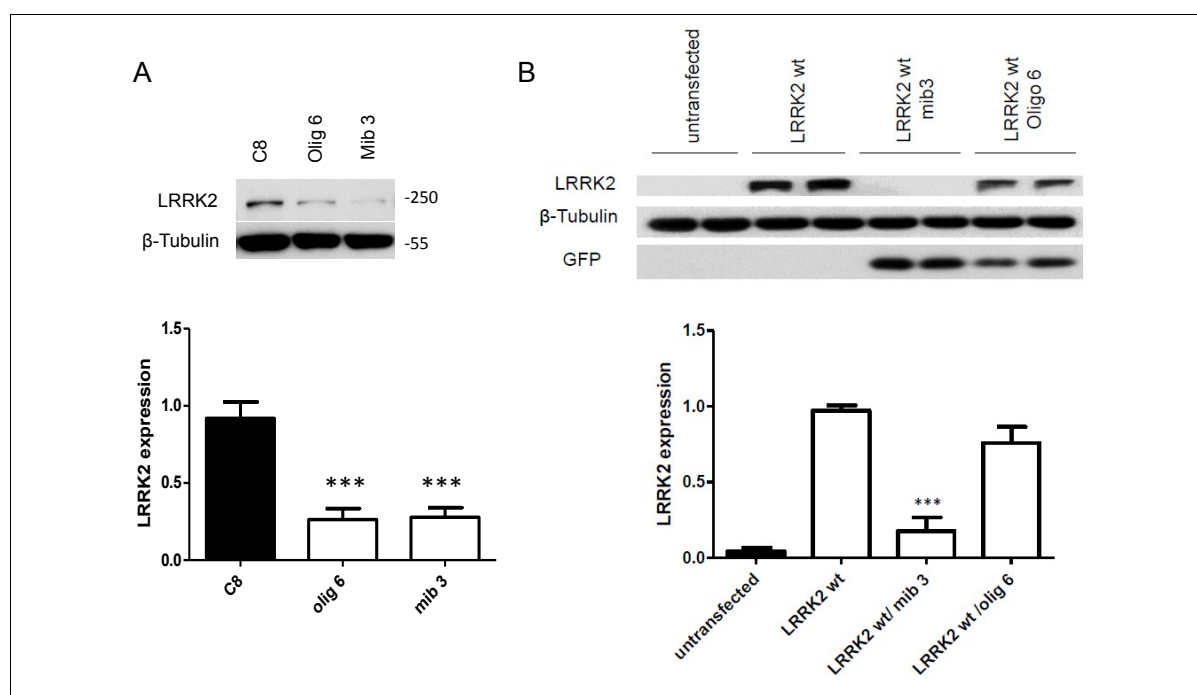 A
C8
Olig 6
Mib 3
LRRK2
-250
β-Tubulin
-55
1.5
1.0
0.5
0.0
LRRK2 expression
***
***
C8
olig 6
mib 3
B
untransfected
LRRK2 wt
LRRK2 wt
mib3
LRRK2 wt
Oligo 6
LRRK2
β-Tubulin
GFP
1.5
1.0
0.5
0.0
LRRK2 expression
***
untransfected
LRRK2 wt
LRRK2 wt/ mib 3
LRRK2 wt /olig 6